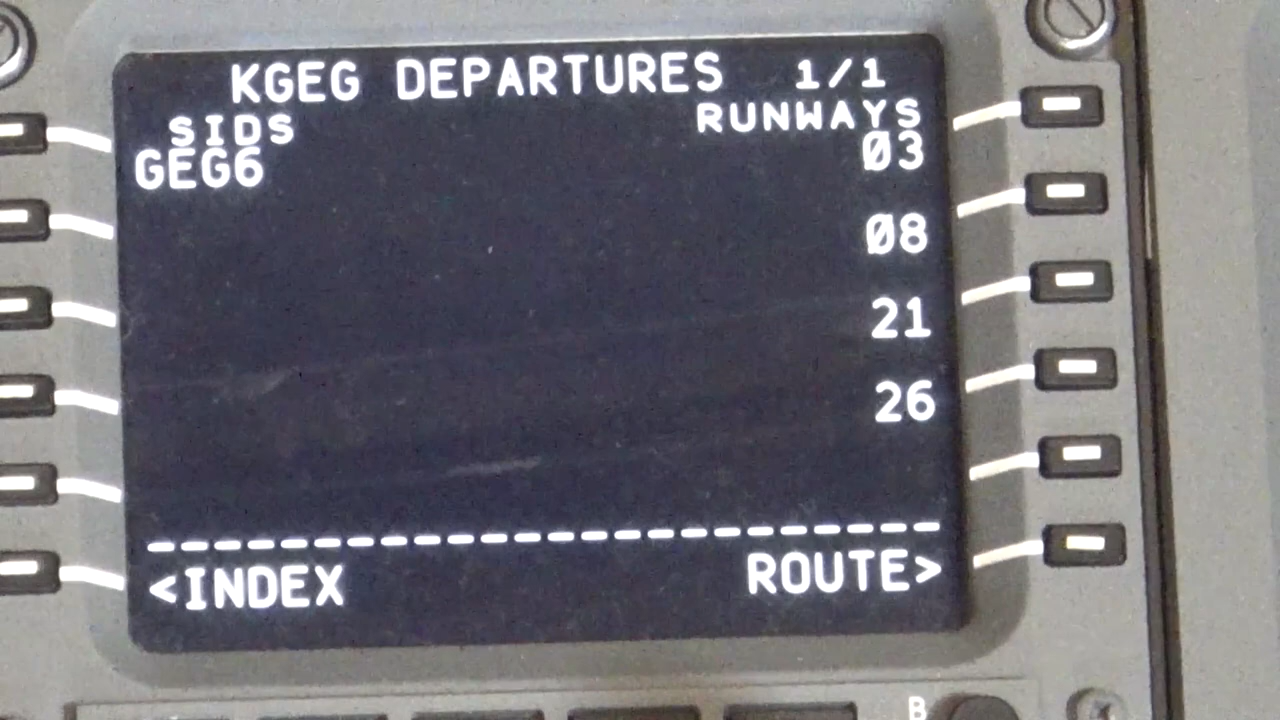 KGEG DEPARTURES 1/1
SIDS RUNWAYS
GEG6 Ø3
Ø8
21
26
<INDEX ROUTE>
B